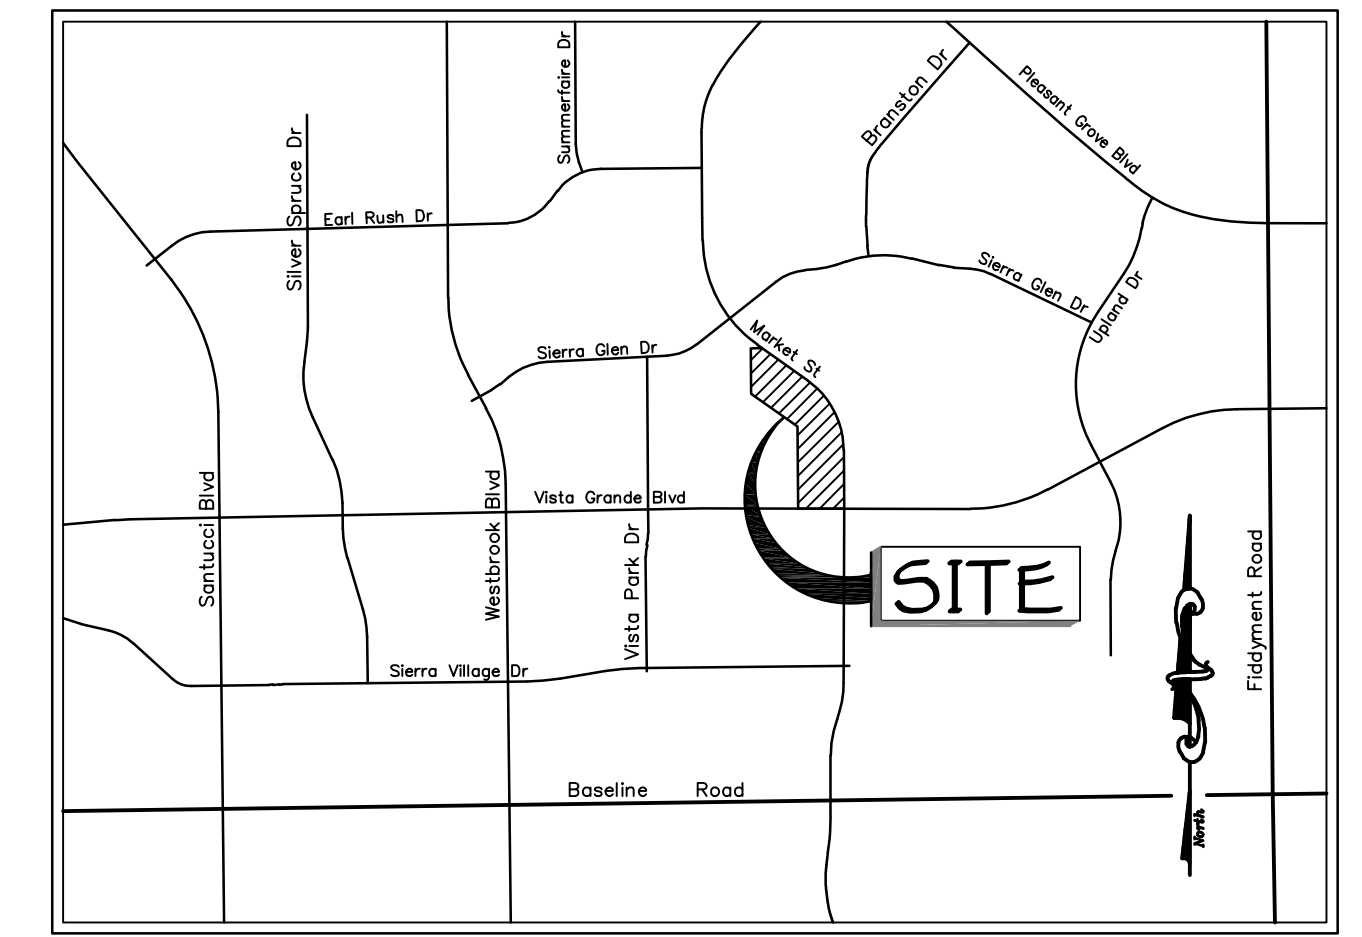 Summerfaire Dr
Branston Dr
Pleasant Grove Blvd
Silver Spruce Dr
Earl Rush Dr
Sierra Glen Dr
Upland Dr
Market St
Sierra Glen Dr
Santucci Blvd
Westbrook Blvd
Vista Grande Blvd
Vista Park Dr
SITE
Fiddyment Road
Sierra Village Dr
Baseline Road
North